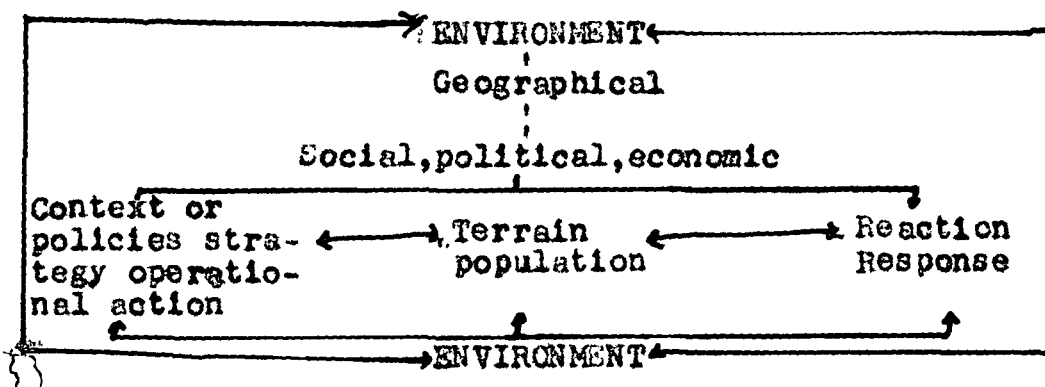 ENVIRONMENT
Geographical
Social,political,economic
Context or
policies stra-
tegy operatio-
nal action
Terrain
population
Reaction
Response
ENVIRONMENT